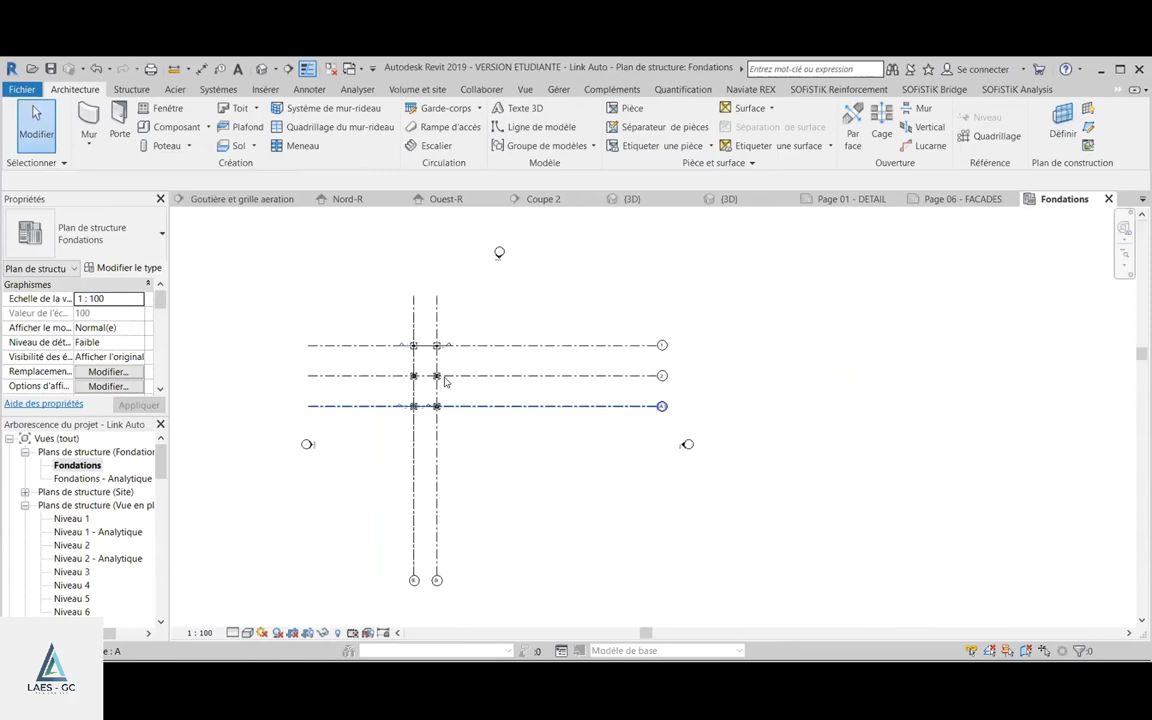 Autodesk Revit 2019 - VERSION ETUDIANTE - Link Auto - Plan de structure: Fondations
Entrez mot-clé ou expression
Se connecter
Fichier Architecture Structure Acier Systèmes Insérer Annoter Analyser Volume et site Collaborer Vue Gérer Compléments Quantification Naviate REX SOFiSTiK Reinforcement SOFiSTiK Bridge SOFiSTiK Analysis
Modifier
Mur
Porte
Fenêtre
Composant
Poteau
Toit
Plafond
Sol
Système de mur-rideau
Quadrillage du mur-rideau
Meneau
Garde-corps
Rampe d'accès
Escalier
Texte 3D
Ligne de modèle
Groupe de modèles
Pièce
Séparateur de pièces
Etiqueter une pièce
Surface
Séparation de surface
Etiqueter une surface
Par face
Cage
Mur
Vertical
Lucarne
Niveau
Quadrillage
Définir
Sélectionner Création Circulation Modèle Pièce et surface Ouverture Référence Plan de construction
Propriétés
Goutière et grille aeration Nord-R Ouest-R Coupe 2 (3D) (3D) Page 01 - DETAIL Page 06 - FACADES Fondations
Plan de structure
Fondations
Plan de structu Modifier le type
Graphismes
Echelle de la v... 1 : 100
Valeur de l'éc... 100
Afficher le mo... Normal(e)
Niveau de dét... Faible
Visibilité des é... Afficher l'original
Remplacemen... Modifier...
Options d'affi... Modifier...
Aide des propriétés Appliquer
Arborescence du projet - Link Auto
Vues (tout)
Plans de structure (Fondation
Fondations
Fondations - Analytique
Plans de structure (Site)
Plans de structure (Vue en pl
Niveau 1
Niveau 1 - Analytique
Niveau 2
Niveau 2 - Analytique
Niveau 3
Niveau 4
Niveau 5
Niveau 6
1
2
1 : 100
: A
:0
Modèle de base
:0
LAES - GC